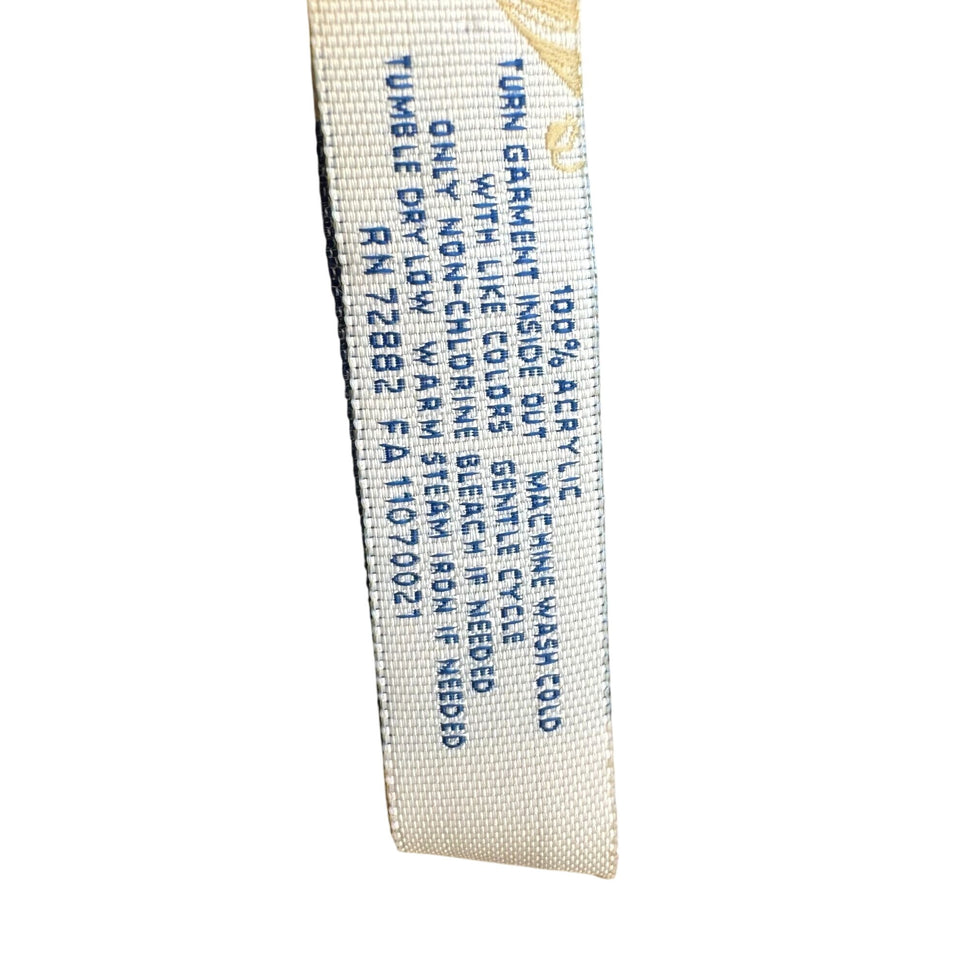 100% ACRYLIC
TURN GARMENT INSIDE OUT MACHINE WASH COLD
WITH LIKE COLORS GENTLE CYCLE
ONLY NON-CHLORINE BLEACH IF NEEDED
TUMBLE DRY LOW WARM STEAM IRON IF NEEDED
RN 72882 FA 11070021